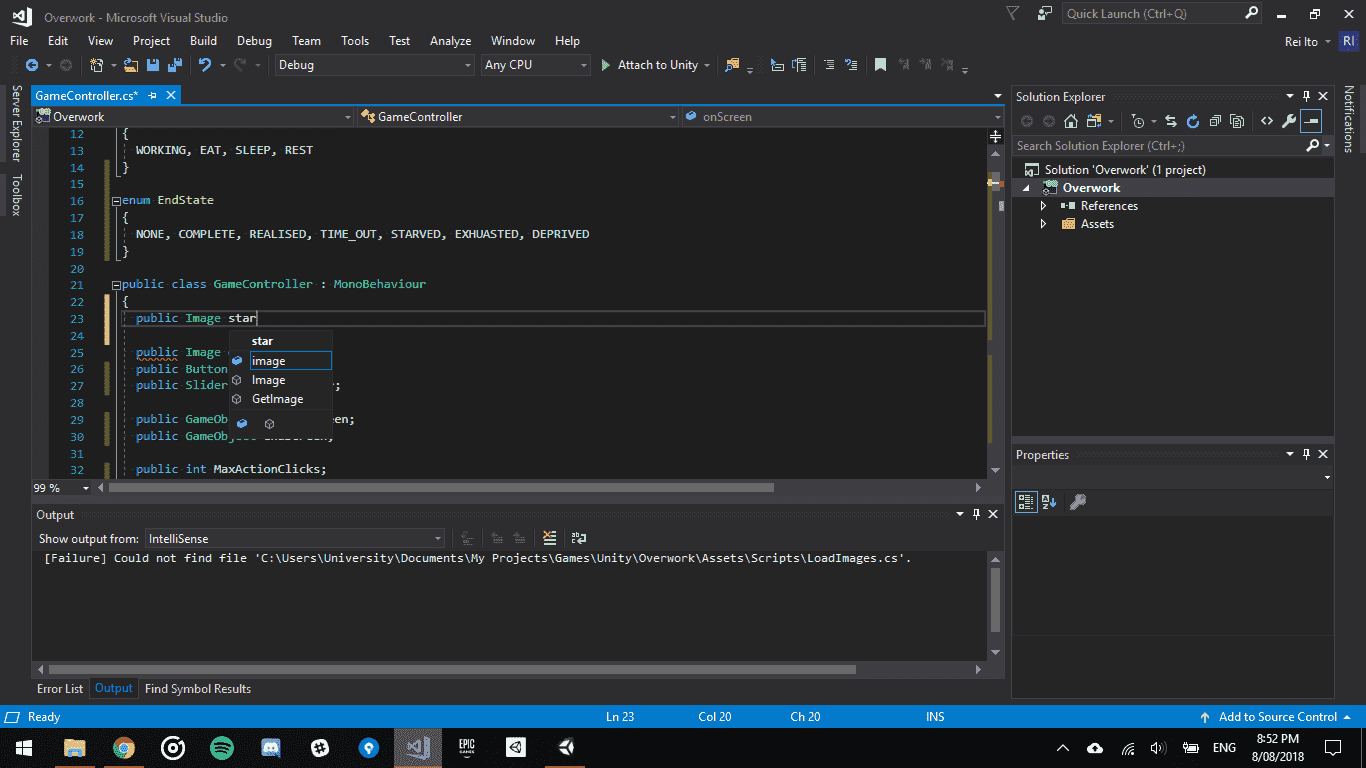 Overwork - Microsoft Visual Studio
Quick Launch (Ctrl+Q)
File Edit View Project Build Debug Team Tools Test Analyze Window Help
Rei Ito RI
Debug Any CPU Attach to Unity
Server Explorer
Toolbox
GameController.cs*
Overwork GameController onScreen
12 {
13 WORKING, EAT, SLEEP, REST
14 }
15
16 enum EndState
17 {
18 NONE, COMPLETE, REALISED, TIME_OUT, STARVED, EXHUASTED, DEPRIVED
19 }
20
21 public class GameController : MonoBehaviour
22 {
23 public Image star
24
25 public Image
26 public Button
27 public Slider ;
28
29 public GameOb een;
30 public GameObject EndScreen;
31
32 public int MaxActionClicks;
star
image
Image
GetImage
99 %
Output
Show output from: IntelliSense
[Failure] Could not find file 'C:\Users\University\Documents\My Projects\Games\Unity\Overwork\Assets\Scripts\LoadImages.cs'.
Error List Output Find Symbol Results
Solution Explorer
Search Solution Explorer (Ctrl+;)
Solution 'Overwork' (1 project)
Overwork
References
Assets
Properties
Notifications
Ready Ln 23 Col 20 Ch 20 INS Add to Source Control
EPIC GAMES
ENG
8:52 PM
8/08/2018